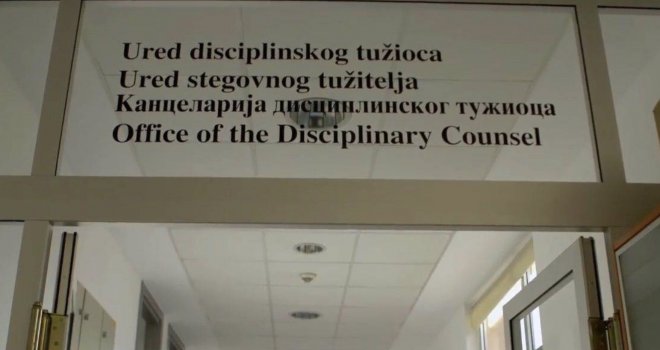 Ured disciplinskog tužioca
Ured stegovnog tužitelja
Канцеларија дисциплинског тужиоца
Office of the Disciplinary Counsel